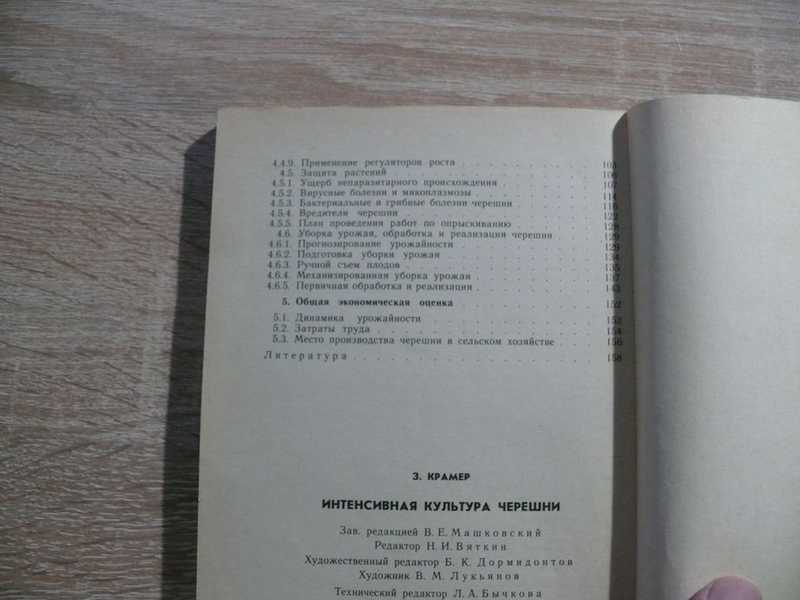 4.4.9. Применение регуляторов роста . . . . . . . . . . 103
4.5. Защита растений . . . . . . . . . . 106
4.5.1. Ущерб непаразитарного происхождения . . . . . . . . . . 107
4.5.2. Вирусные болезни и микоплазмозы . . . . . . . . . . 114
4.5.3. Бактериальные и грибные болезни черешни . . . . . . . . . . 116
4.5.4. Вредители черешни . . . . . . . . . . 122
4.5.5. План проведения работ по опрыскиванию . . . . . . . . . . 128
4.6. Уборка урожая, обработка и реализация черешни . . . . . . . . . . 129
4.6.1. Прогнозирование урожайности . . . . . . . . . . 129
4.6.2. Подготовка уборки урожая . . . . . . . . . . 134
4.6.3. Ручной съем плодов . . . . . . . . . . 135
4.6.4. Механизированная уборка урожая . . . . . . . . . . 137
4.6.5. Первичная обработка и реализация . . . . . . . . . . 143
5. Общая экономическая оценка . . . . . . . . . . 152
5.1. Динамика урожайности . . . . . . . . . . 153
5.2. Затраты труда . . . . . . . . . . 154
5.3. Место производства черешни в сельском хозяйстве . . . . . 156
Литература . . . . . . . . . . 158
З. КРАМЕР
ИНТЕНСИВНАЯ КУЛЬТУРА ЧЕРЕШНИ
Зав. редакцией В. Е. Машковский
Редактор Н. И. Вяткин
Художественный редактор Б. К. Дормидонтов
Художник В. М. Лукьянов
Технический редактор Л. А. Бычкова